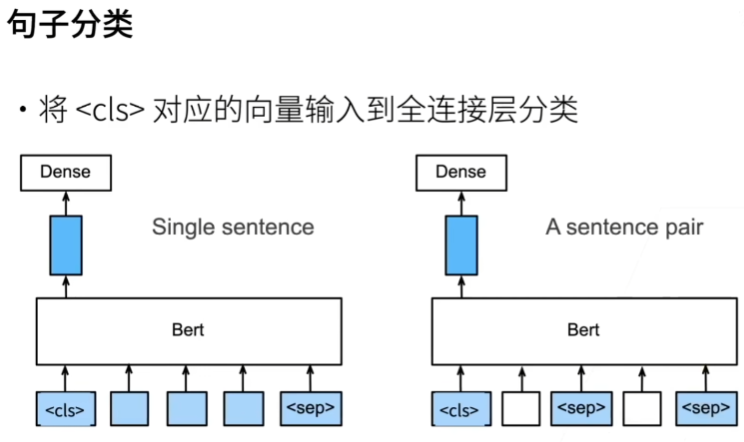 句子分类
• 将 <cls> 对应的向量输入到全连接层分类
Dense
Single sentence
Bert
<cls>
<sep>
Dense
A sentence pair
Bert
<cls>
<sep>
<sep>